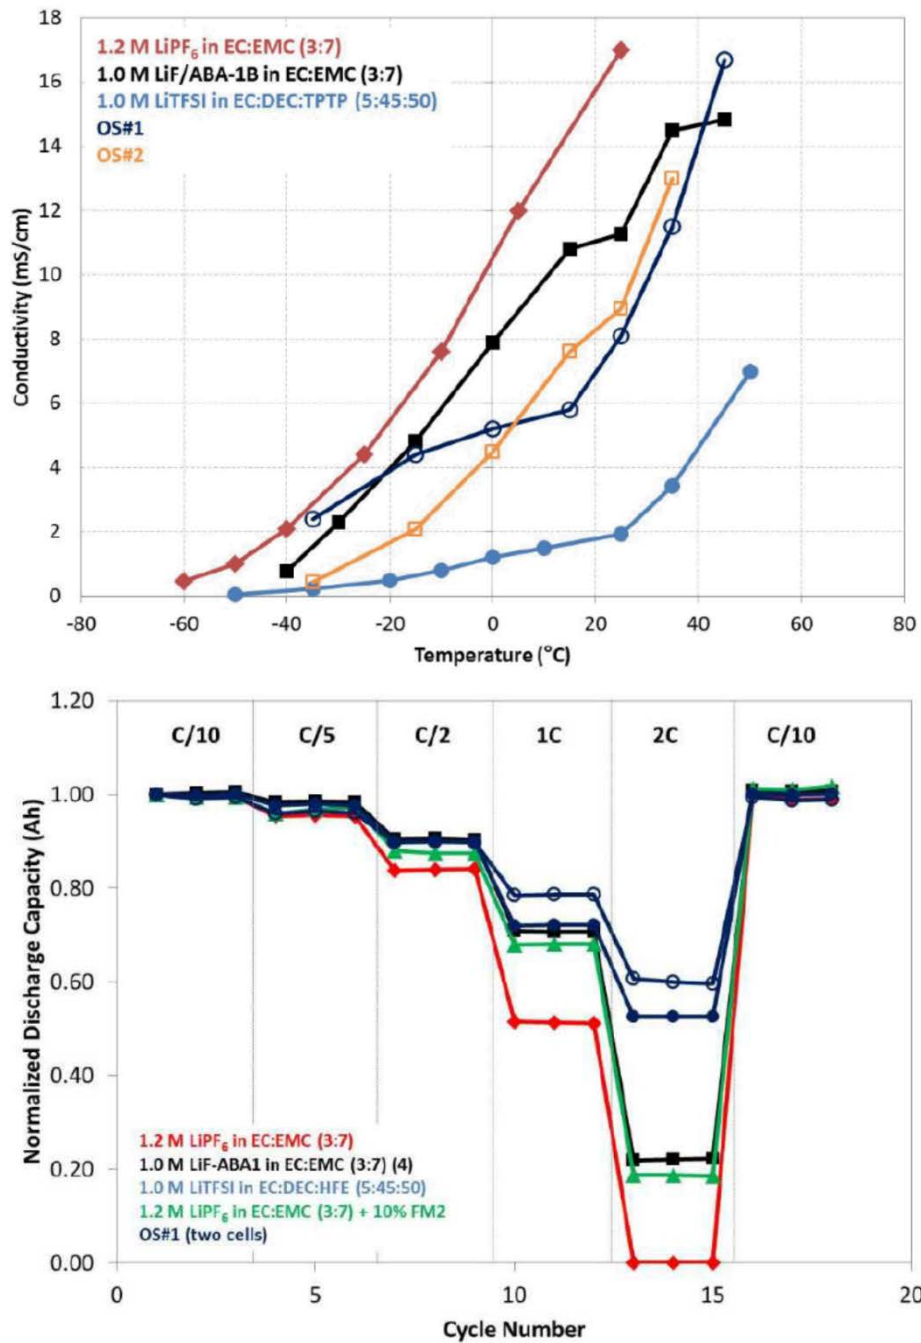 18
16
14
12
10
8
6
4
2
0
Conductivity (mS/cm)
1.2 M LiPF6 in EC:EMC (3:7)
1.0 M LiF/ABA-1B in EC:EMC (3:7)
1.0 M LiTFSI in EC:DEC:TPTP (5:45:50)
OS#1
OS#2
-80 -60 -40 -20 0 20 40 60 80
Temperature (°C)
1.20
1.00
0.80
0.60
0.40
0.20
0.00
Normalized Discharge Capacity (Ah)
C/10 C/5 C/2 1C 2C C/10
1.2 M LiPF6 in EC:EMC (3:7)
1.0 M LiF-ABA1 in EC:EMC (3:7) (4)
1.0 M LiTFSI in EC:DEC:HFE (5:45:50)
1.2 M LiPF6 in EC:EMC (3:7) + 10% FM2
OS#1 (two cells)
0 5 10 15 20
Cycle Number